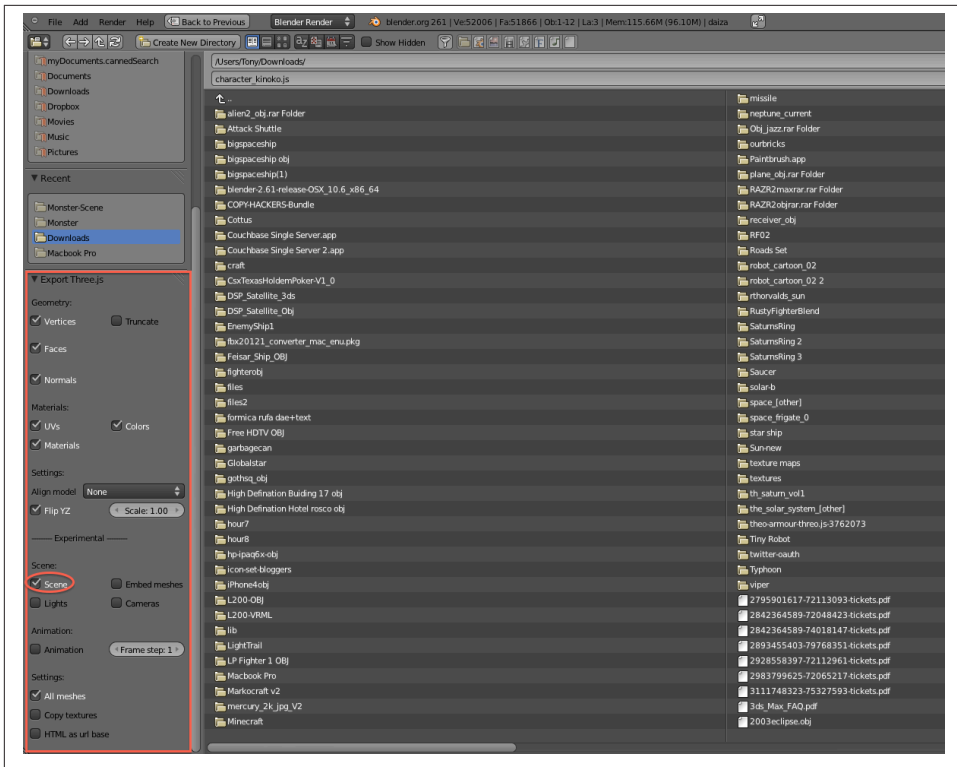 File Add Render Help Back to Previous Blender Render blender.org 261 | Ve:52006 | Fa:51866 | Ob:1-12 | La:3 | Mem:115.66M (96.10M) | daiza
Create New Directory Show Hidden
myDocuments.cannedSearch
Documents
Downloads
Dropbox
Movies
Music
Pictures
▼ Recent
Monster-Scene
Monster
Downloads
Macbook Pro
▼ Export Three.js
Geometry:
Vertices Truncate
Faces
Normals
Materials:
UVs Colors
Materials
Settings:
Align model None
Flip YZ Scale: 1.00
Experimental
Scene:
Scene Embed meshes
Lights Cameras
Animation:
Animation Frame step: 1
Settings:
All meshes
Copy textures
HTML as url base
/Users/Tony/Downloads/
character_kinoko.js
..
alien2_obj.rar Folder
Attack Shuttle
bigspaceship
bigspaceship obj
bigspaceship(1)
blender-2.61-release-OSX_10.6_x86_64
COPY-HACKERS-Bundle
Cottus
Couchbase Single Server.app
Couchbase Single Server 2.app
craft
CsxTexasHoldemPoker-V1_0
DSP_Satellite_3ds
DSP_Satellite_Obj
EnemyShip1
fbx20121_converter_mac_enu.pkg
Feisar_Ship_OBJ
fighterobj
files
files2
formica rufa dae+text
Free HDTV OBJ
garbagecan
Globalstar
gothsq_obj
High Defination Buiding 17 obj
High Defination Hotel rosco obj
hour7
hour8
hp-ipaq6x-obj
icon-set-bloggers
iPhone4obj
L200-OBJ
L200-VRML
lib
LightTrail
LP Fighter 1 OBJ
Macbook Pro
Markocraft v2
mercury_2k_jpg_V2
Minecraft
missile
neptune_current
Obj_jazz.rar Folder
ourbricks
Paintbrush.app
plane_obj.rar Folder
RAZR2maxrar.rar Folder
RAZR2objrar.rar Folder
receiver_obj
RF02
Roads Set
robot_cartoon_02
robot_cartoon_02 2
rthorvalds_sun
RustyFighterBlend
SaturnsRing
SaturnsRing 2
SaturnsRing 3
Saucer
solar-b
space_[other]
space_frigate_0
star ship
Sun-new
texture maps
textures
th_saturn_vol1
the_solar_system_[other]
theo-armour-three.js-3762073
Tiny Robot
twitter-oauth
Typhoon
viper
2795901617-72113093-tickets.pdf
2842364589-72048423-tickets.pdf
2842364589-74018147-tickets.pdf
2893455403-79768351-tickets.pdf
2928558397-72112961-tickets.pdf
2983799625-72065217-tickets.pdf
3111748323-75327593-tickets.pdf
3ds_Max_FAQ.pdf
2003eclipse.obj